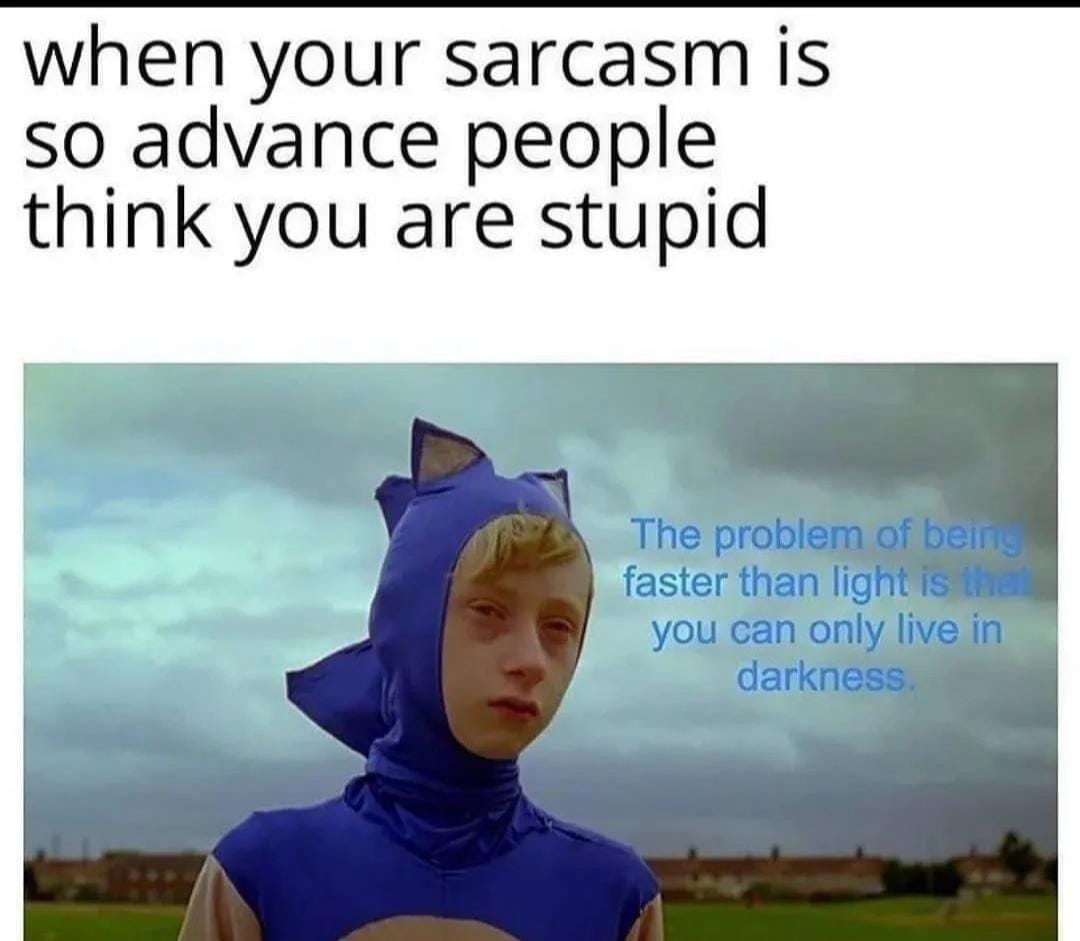 when your sarcasm is
so advance people
think you are stupid
The problem of being
faster than light is that
you can only live in
darkness.